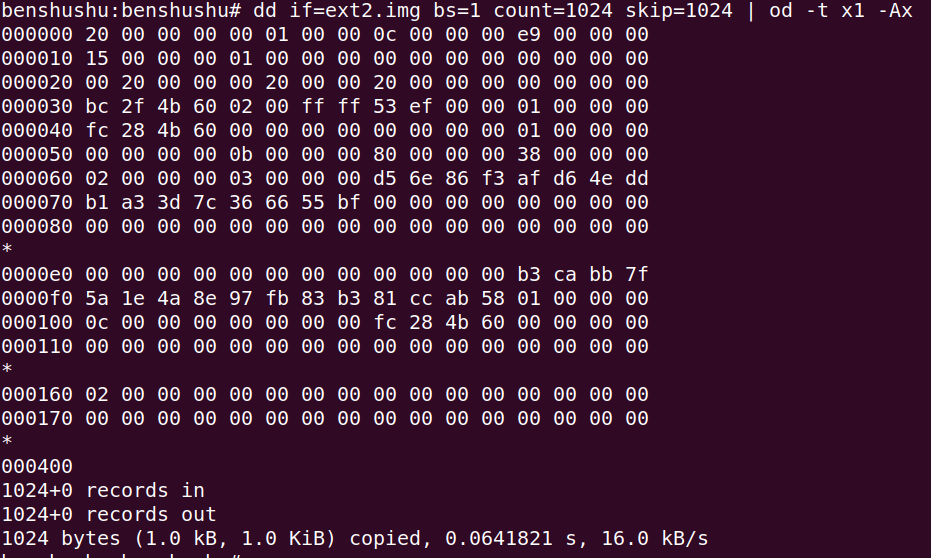 benshushu:benshushu# dd if=ext2.img bs=1 count=1024 skip=1024 | od -t x1 -Ax
000000 20 00 00 00 00 01 00 00 0c 00 00 00 e9 00 00 00
000010 15 00 00 00 01 00 00 00 00 00 00 00 00 00 00 00
000020 00 20 00 00 00 20 00 00 20 00 00 00 00 00 00 00
000030 bc 2f 4b 60 02 00 ff ff 53 ef 00 00 01 00 00 00
000040 fc 28 4b 60 00 00 00 00 00 00 00 00 01 00 00 00
000050 00 00 00 00 0b 00 00 00 80 00 00 00 38 00 00 00
000060 02 00 00 00 03 00 00 00 d5 6e 86 f3 af d6 4e dd
000070 b1 a3 3d 7c 36 66 55 bf 00 00 00 00 00 00 00 00
000080 00 00 00 00 00 00 00 00 00 00 00 00 00 00 00 00
*
0000e0 00 00 00 00 00 00 00 00 00 00 00 00 b3 ca bb 7f
0000f0 5a 1e 4a 8e 97 fb 83 b3 81 cc ab 58 01 00 00 00
000100 0c 00 00 00 00 00 00 00 fc 28 4b 60 00 00 00 00
000110 00 00 00 00 00 00 00 00 00 00 00 00 00 00 00 00
*
000160 02 00 00 00 00 00 00 00 00 00 00 00 00 00 00 00
000170 00 00 00 00 00 00 00 00 00 00 00 00 00 00 00 00
*
000400
1024+0 records in
1024+0 records out
1024 bytes (1.0 kB, 1.0 KiB) copied, 0.0641821 s, 16.0 kB/s